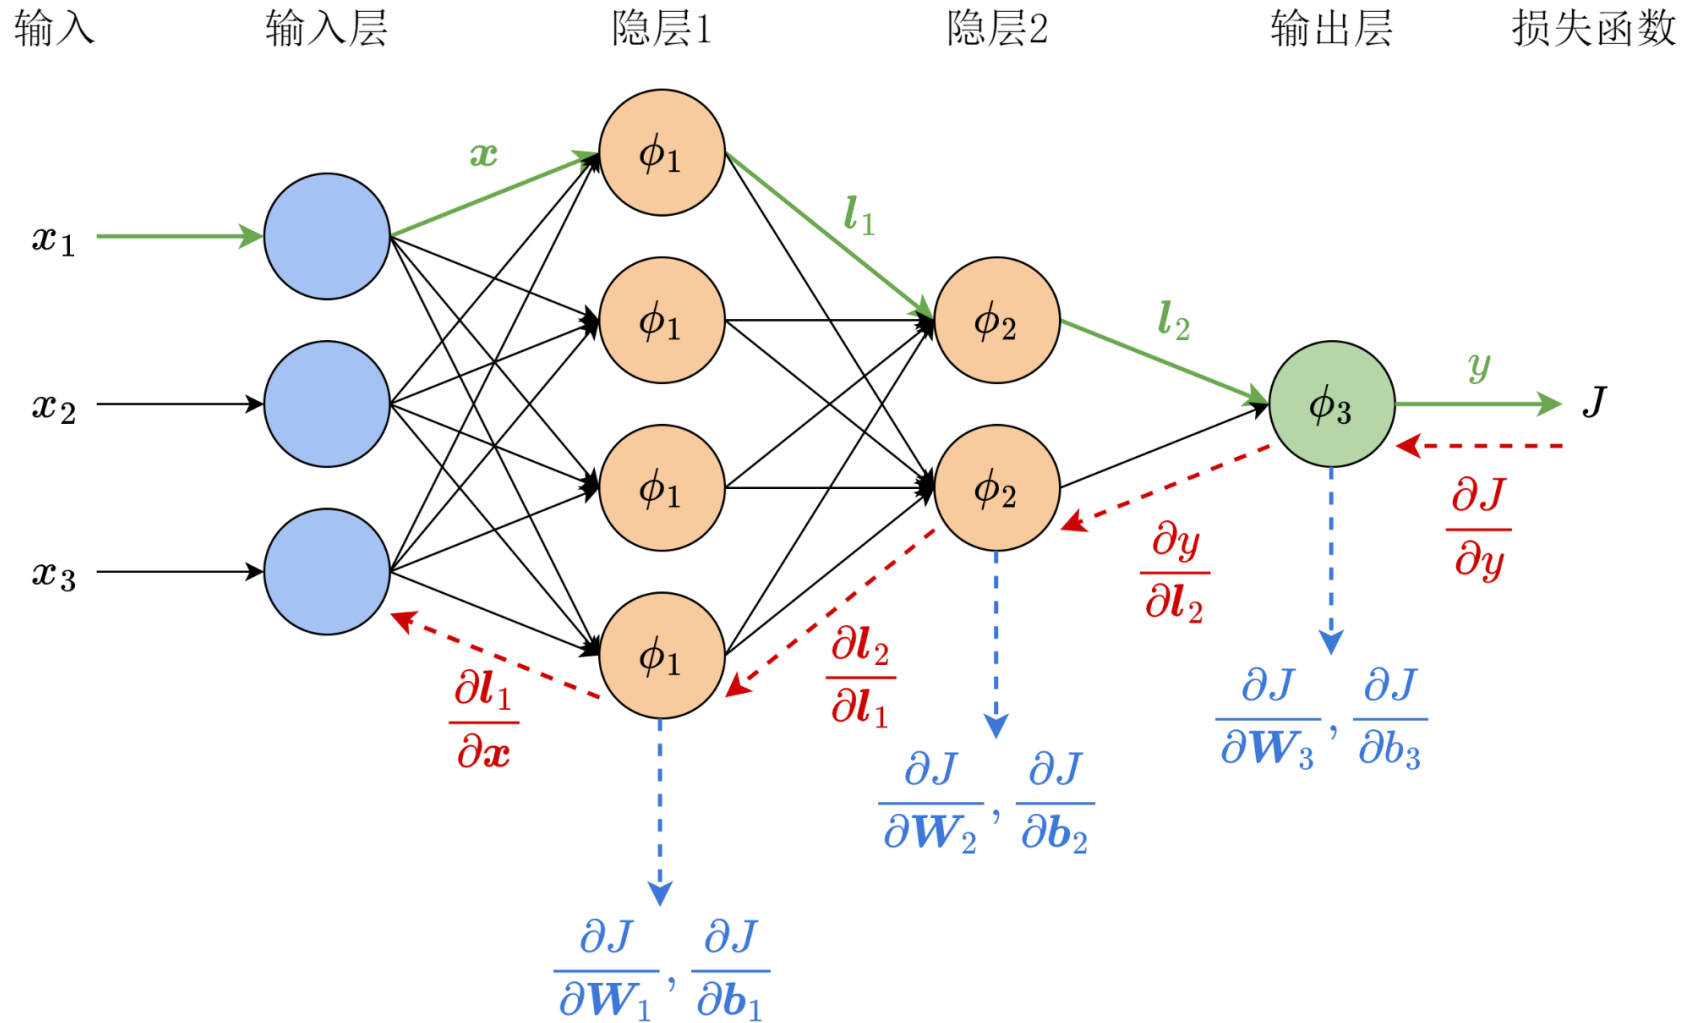 输入 输入层 隐层1 隐层2 输出层 损失函数
ϕ₁
x
l₁
x₁
ϕ₁ ϕ₂
l₂
y
x₂ ϕ₃ J
ϕ₁ ϕ₂
∂J/∂y
∂y/∂l₂
x₃
ϕ₁
∂l₂/∂l₁
∂l₁/∂x
∂J/∂W₃, ∂J/∂b₃
∂J/∂W₂, ∂J/∂b₂
∂J/∂W₁, ∂J/∂b₁